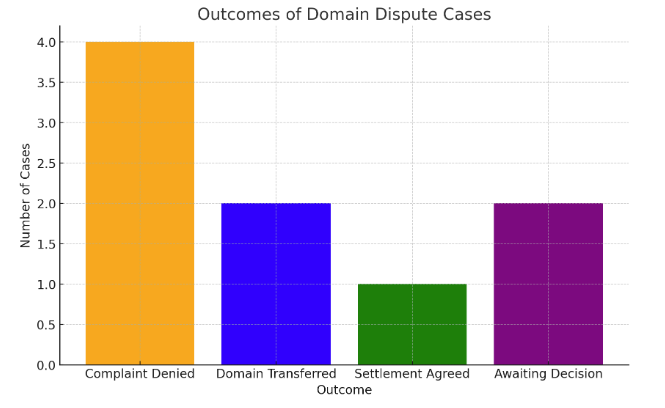 Outcomes of Domain Dispute Cases
4.0
3.5
3.0
2.5
2.0
1.5
1.0
0.5
0.0
Number of Cases
Complaint Denied Domain Transferred Settlement Agreed Awaiting Decision
Outcome